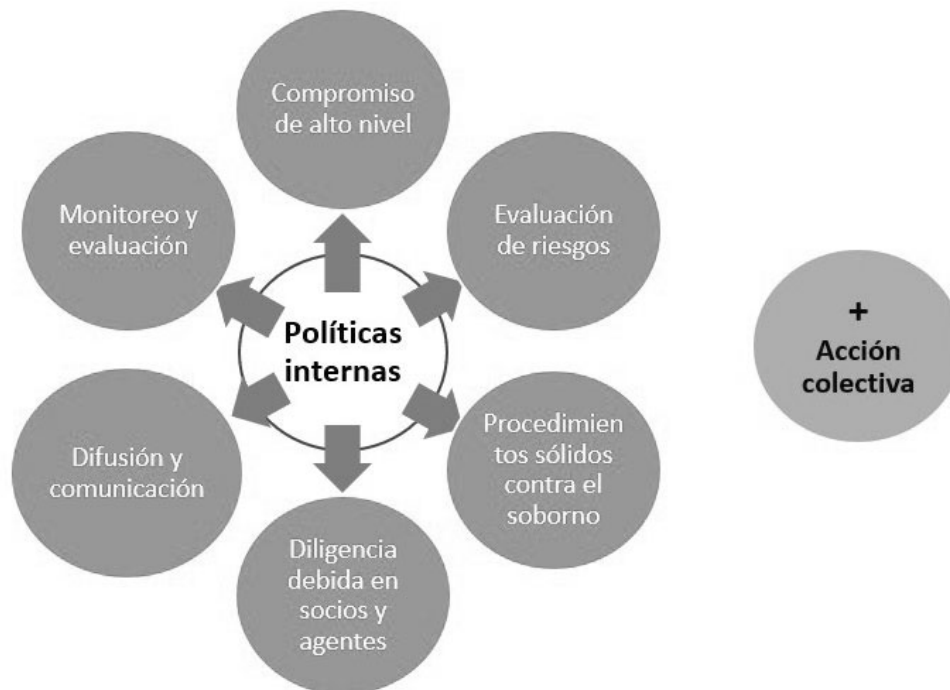 Compromiso
de alto nivel
Evaluación
de riesgos
Procedimien
tos sólidos
contra el
soborno
Diligencia
debida en
socios y
agentes
Difusión y
comunicación
Monitoreo y
evaluación
Políticas
internas
+
Acción
colectiva